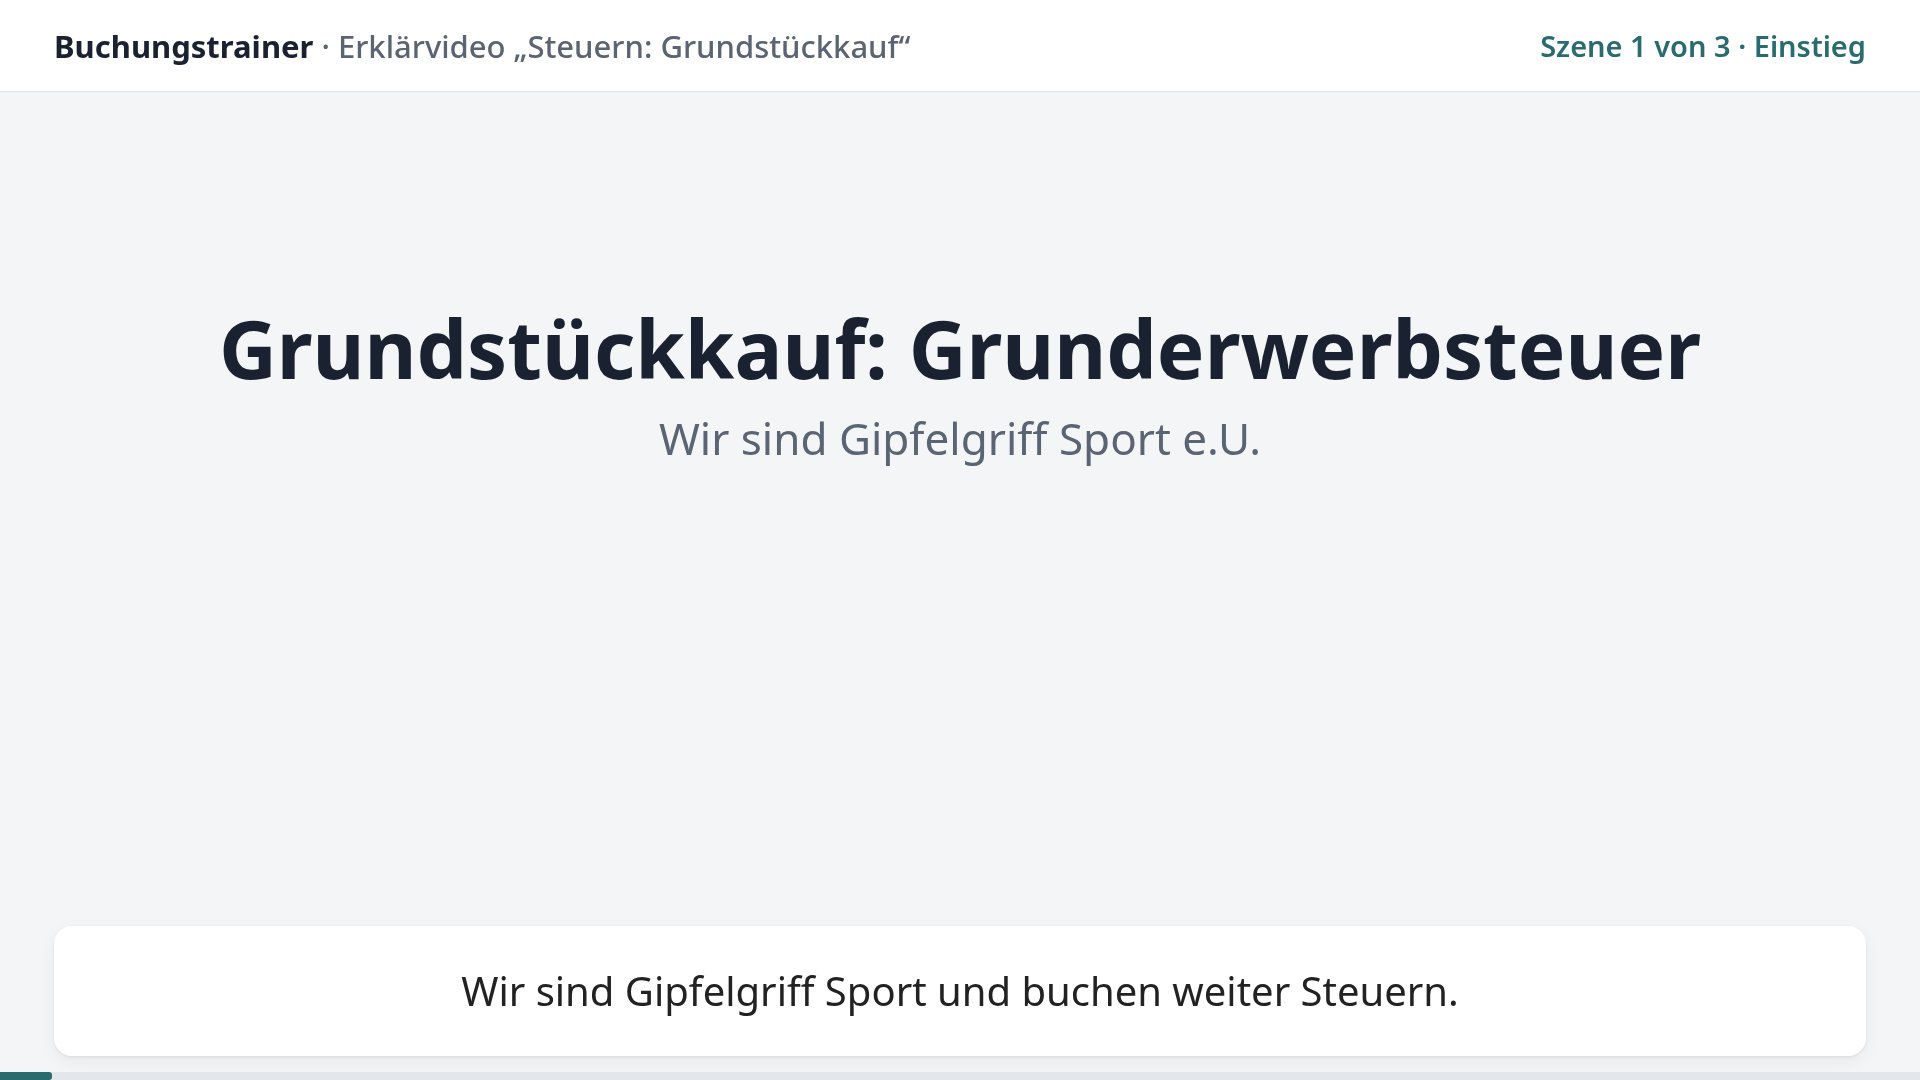 Buchungstrainer · Erklärvideo „Steuern: Grundstückkauf“
Szene 1 von 3 · Einstieg
Grundstückkauf: Grunderwerbsteuer
Wir sind Gipfelgriff Sport e.U.
Wir sind Gipfelgriff Sport und buchen weiter Steuern.